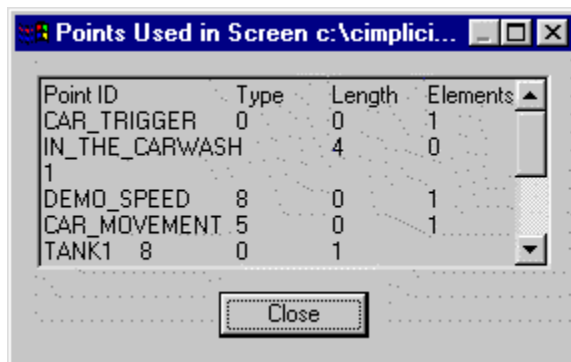 Points Used in Screen c:\cimplici...
Point ID Type Length Elements
CAR_TRIGGER 0 0 1
IN_THE_CARWASH 4 0
1
DEMO_SPEED 8 0 1
CAR_MOVEMENT 5 0 1
TANK1 8 0 1
Close